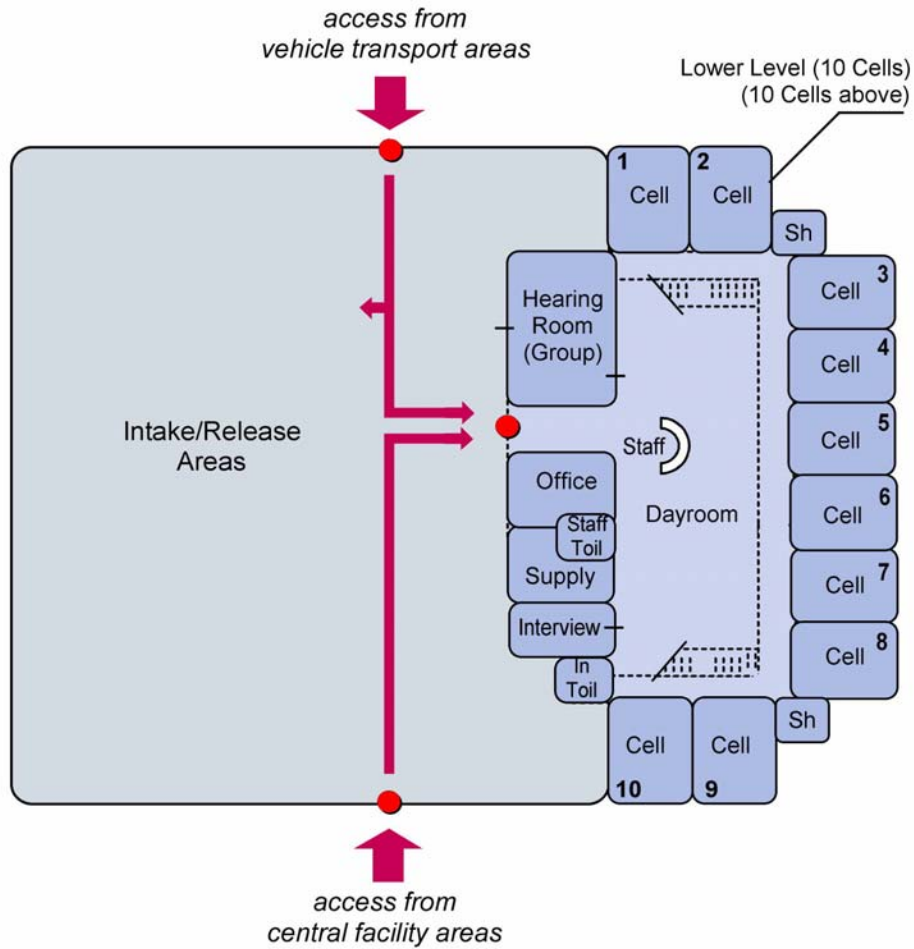 access from
vehicle transport areas
Lower Level (10 Cells)
(10 Cells above)
1
Cell
2
Cell
Sh
3
Cell
Hearing
Room
(Group)
4
Cell
5
Cell
Intake/Release
Areas
Staff
Office
6
Cell
Dayroom
Staff
Toil
Supply
7
Cell
Interview
8
Cell
In
Toil
Sh
Cell
10
Cell
9
access from
central facility areas